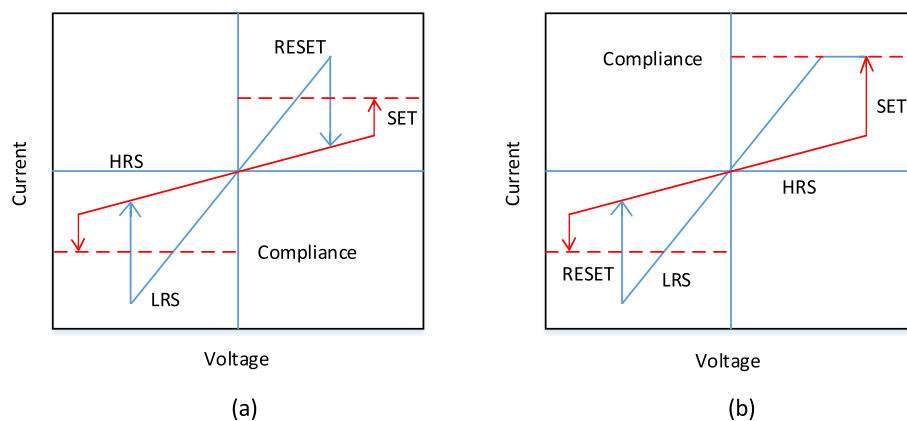 RESET
SET
HRS
Current
Compliance
LRS
Voltage
(a)
Compliance
SET
Current
HRS
RESET
LRS
Voltage
(b)